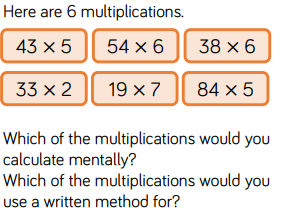 Here are 6 multiplications.
43 × 5 54 × 6 38 × 6
33 × 2 19 × 7 84 × 5
Which of the multiplications would you
calculate mentally?
Which of the multiplications would you
use a written method for?